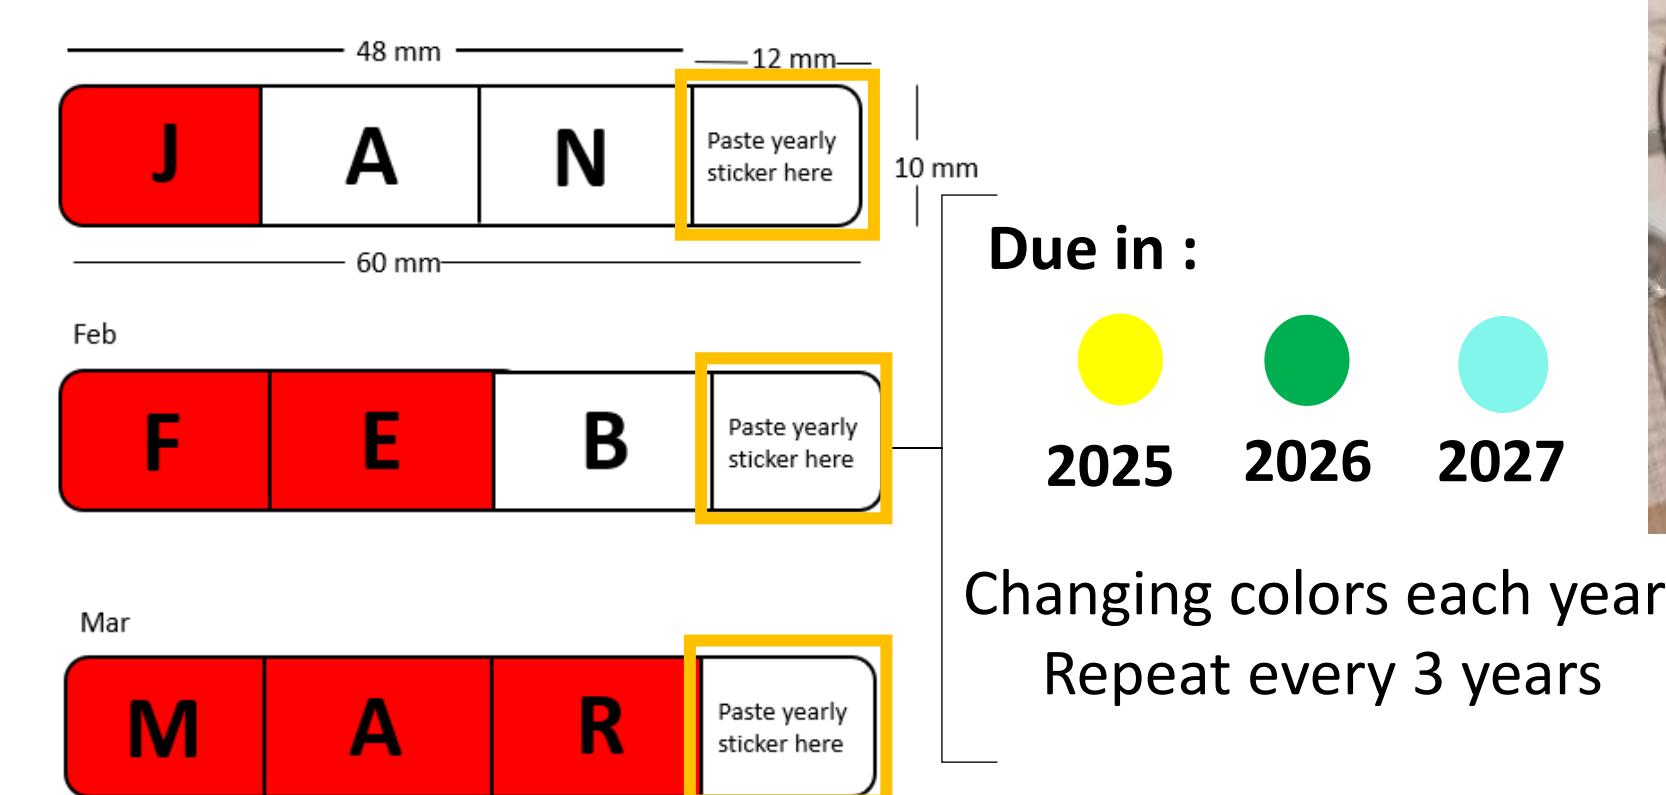 48 mm
12 mm
J A N
Paste yearly
sticker here
10 mm
60 mm
Feb
F E B
Paste yearly
sticker here
Mar
M A R
Paste yearly
sticker here
Due in :
2025 2026 2027
Changing colors each year
Repeat every 3 years